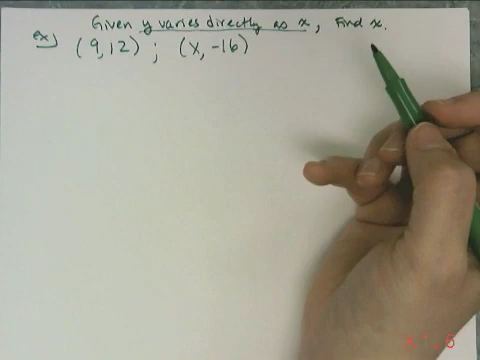 Given y varies directly as x, Find x.
ex) (9,12) ; (x, -16)